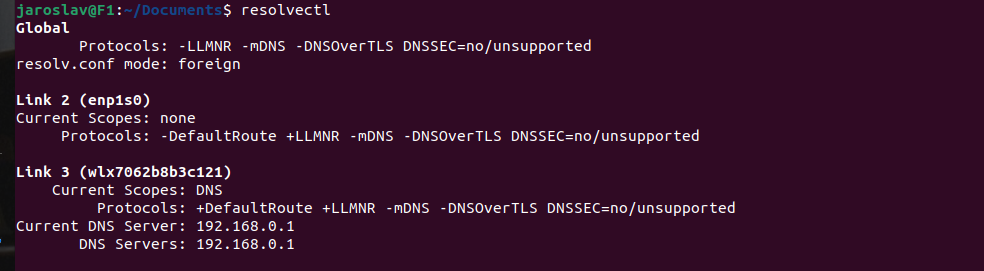 jaroslav@F1:~/Documents$ resolvectl
Global
Protocols: -LLMNR -mDNS -DNSOverTLS DNSSEC=no/unsupported
resolv.conf mode: foreign
Link 2 (enp1s0)
Current Scopes: none
Protocols: -DefaultRoute +LLMNR -mDNS -DNSOverTLS DNSSEC=no/unsupported
Link 3 (wlx7062b8b3c121)
Current Scopes: DNS
Protocols: +DefaultRoute +LLMNR -mDNS -DNSOverTLS DNSSEC=no/unsupported
Current DNS Server: 192.168.0.1
DNS Servers: 192.168.0.1